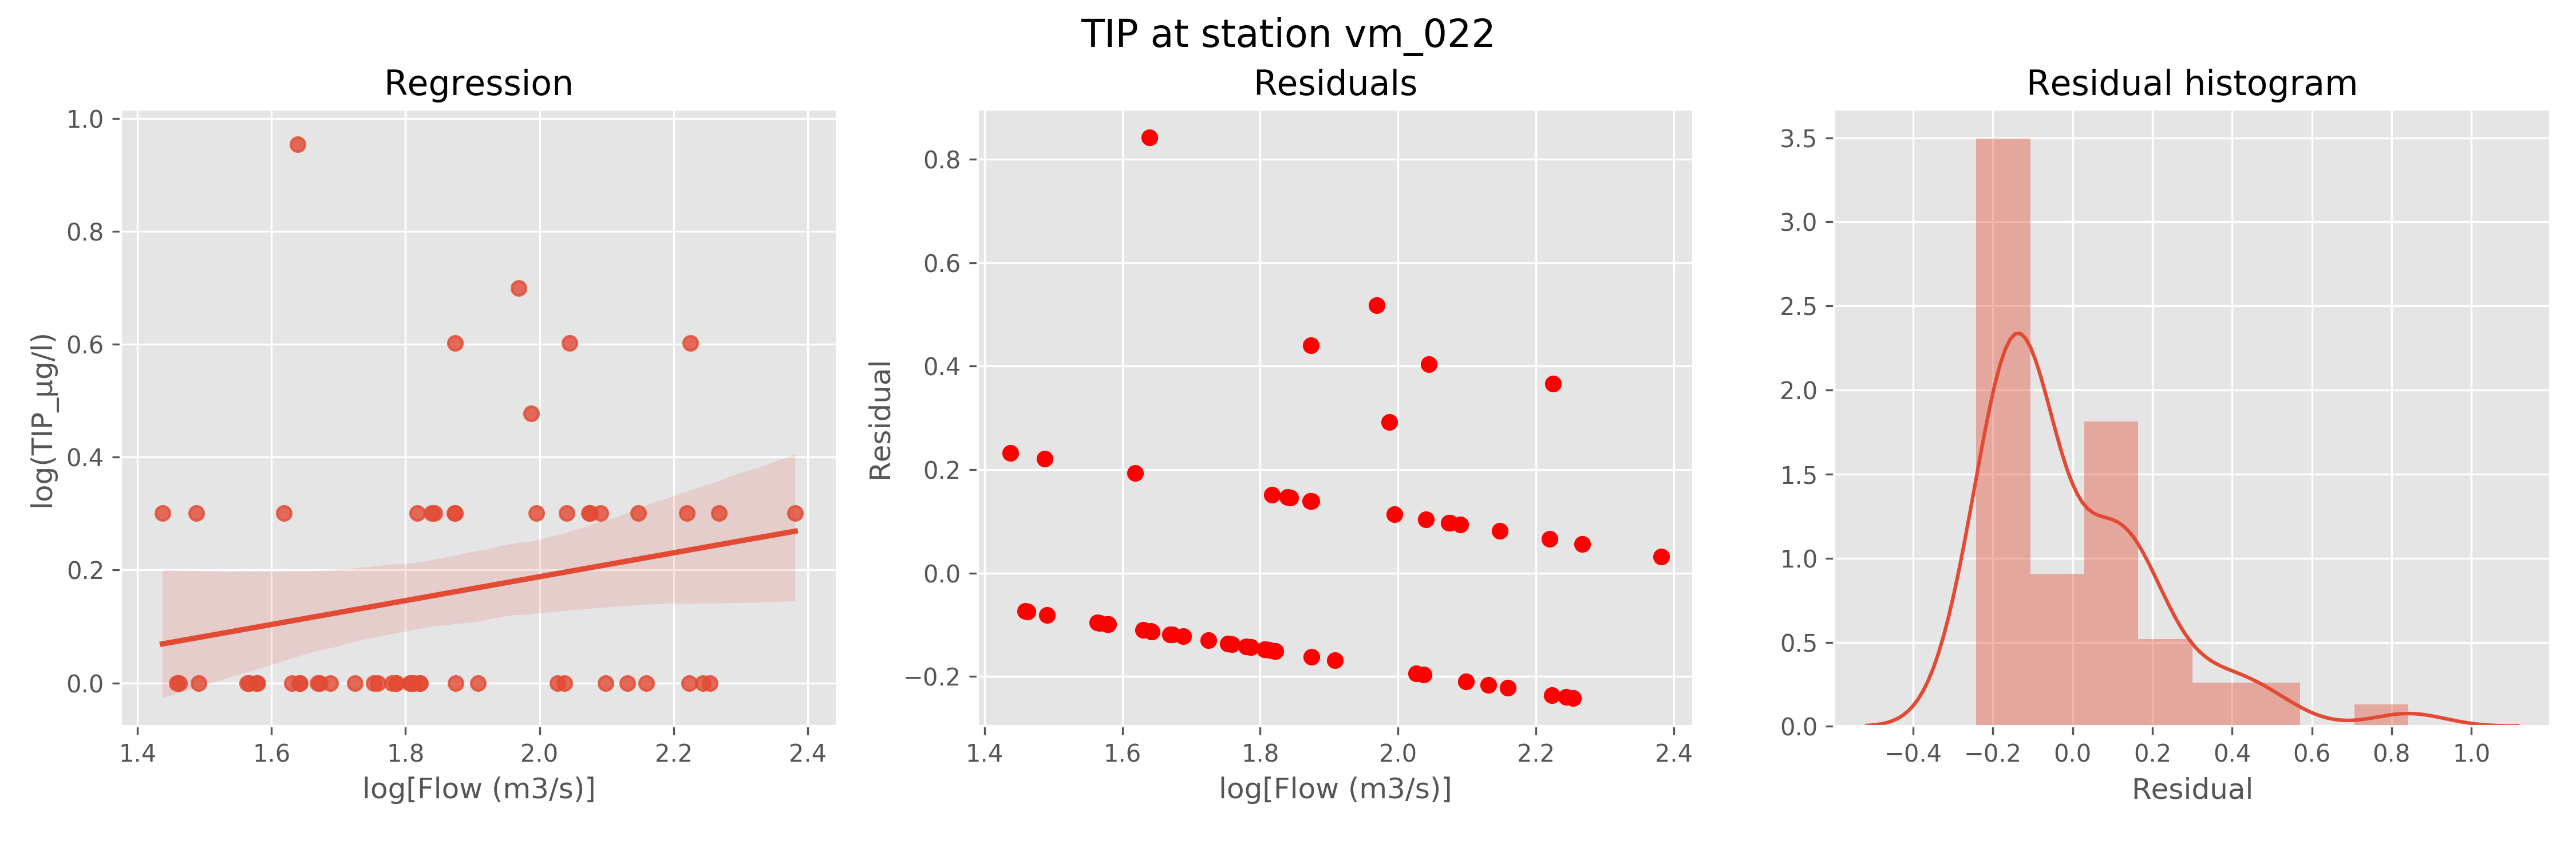 TIP at station vm_022
Regression
1.0
0.8
0.6
0.4
0.2
0.0
log(TIP_µg/l)
1.4 1.6 1.8 2.0 2.2 2.4
log[Flow (m3/s)]
Residuals
0.8
0.6
0.4
0.2
0.0
−0.2
Residual
1.4 1.6 1.8 2.0 2.2 2.4
log[Flow (m3/s)]
Residual histogram
3.5
3.0
2.5
2.0
1.5
1.0
0.5
0.0
−0.4 −0.2 0.0 0.2 0.4 0.6 0.8 1.0
Residual